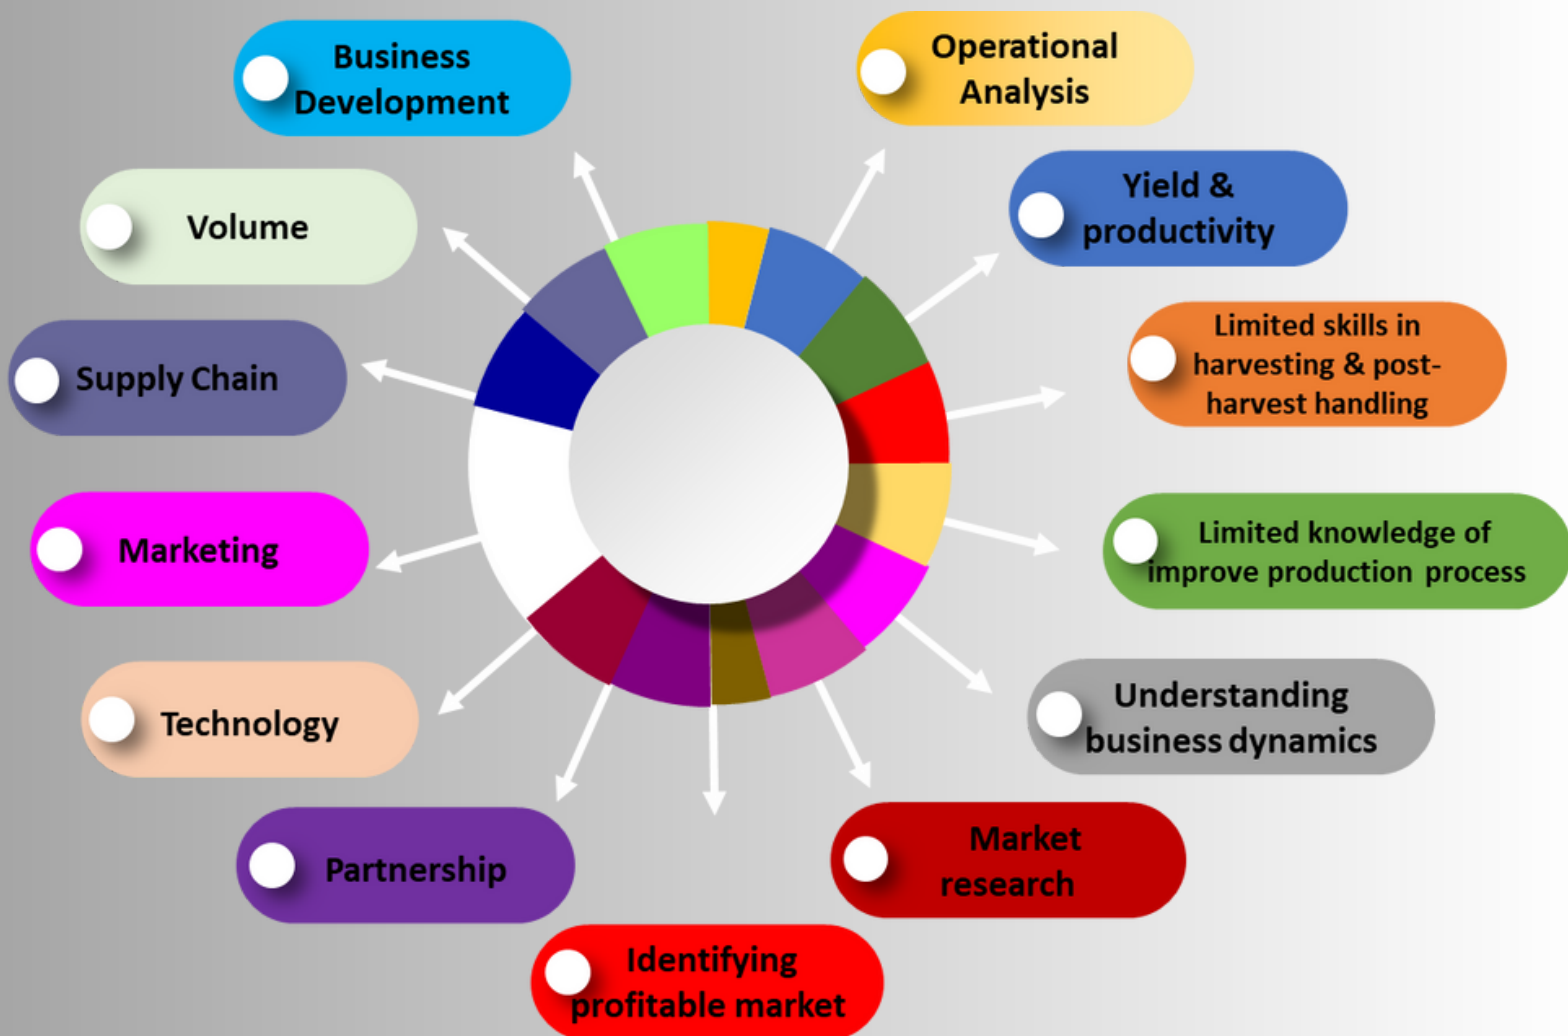 Business
Development
Operational
Analysis
Volume
Yield &
productivity
Supply Chain
Limited skills in
harvesting & post-
harvest handling
Marketing
Limited knowledge of
improve production process
Technology
Understanding
business dynamics
Partnership
Market
research
Identifying
profitable market